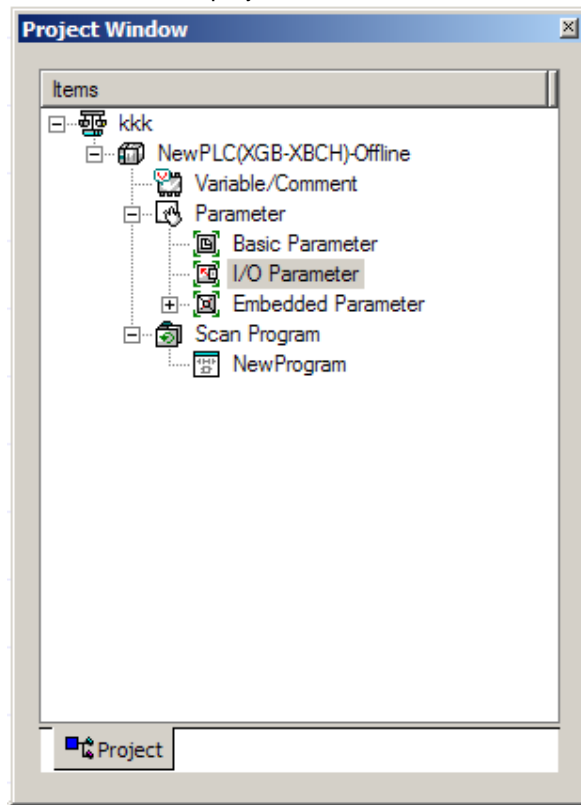 Project Window
Items
kkk
NewPLC(XGB-XBCH)-Offline
Variable/Comment
Parameter
Basic Parameter
I/O Parameter
Embedded Parameter
Scan Program
NewProgram
Project